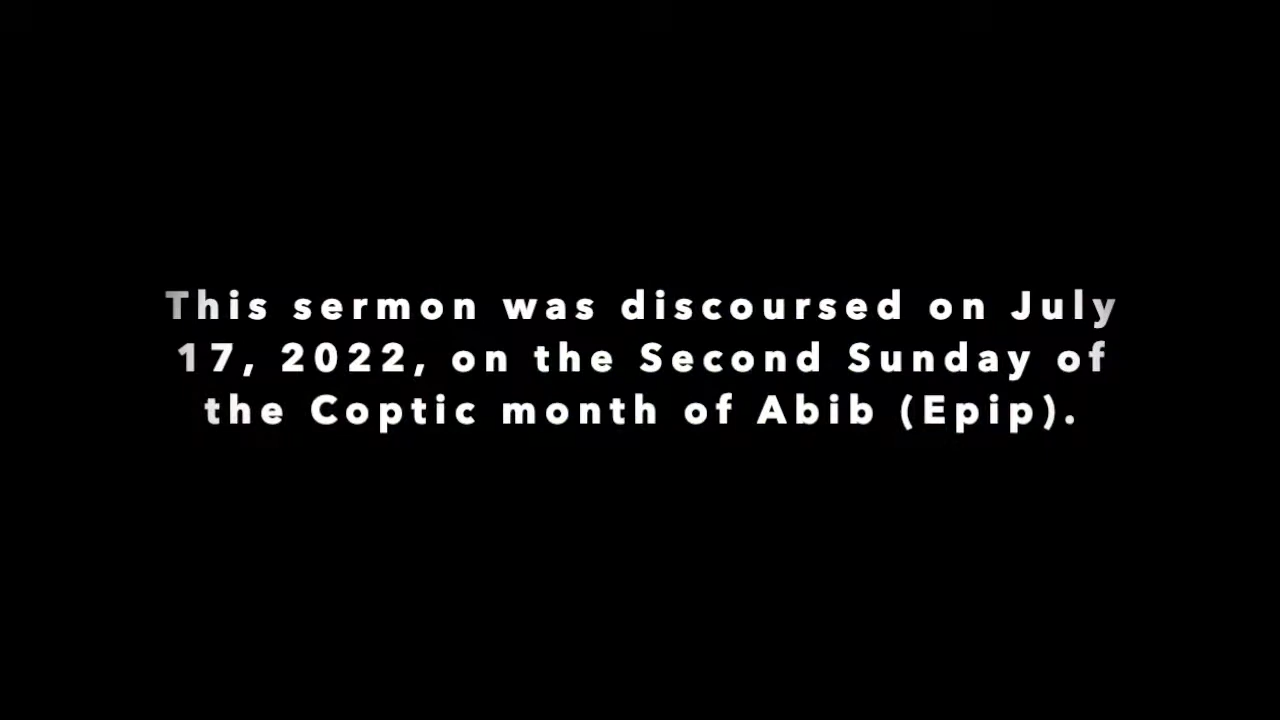 This sermon was discoursed on July
17, 2022, on the Second Sunday of
the Coptic month of Abib (Epip).